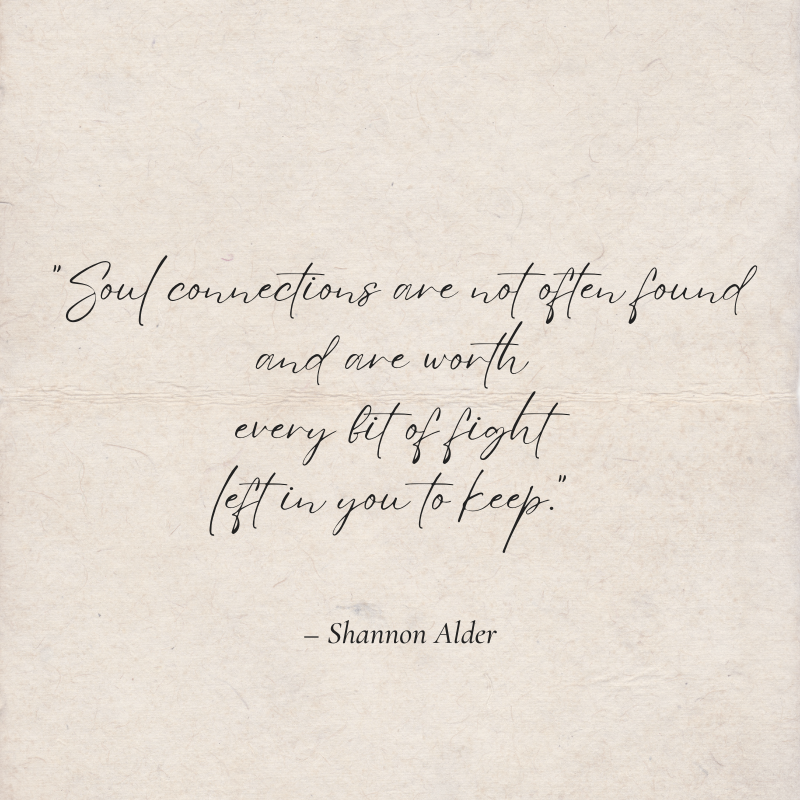 "Soul connections are not often found
and are worth
every bit of fight
left in you to keep."
– Shannon Alder